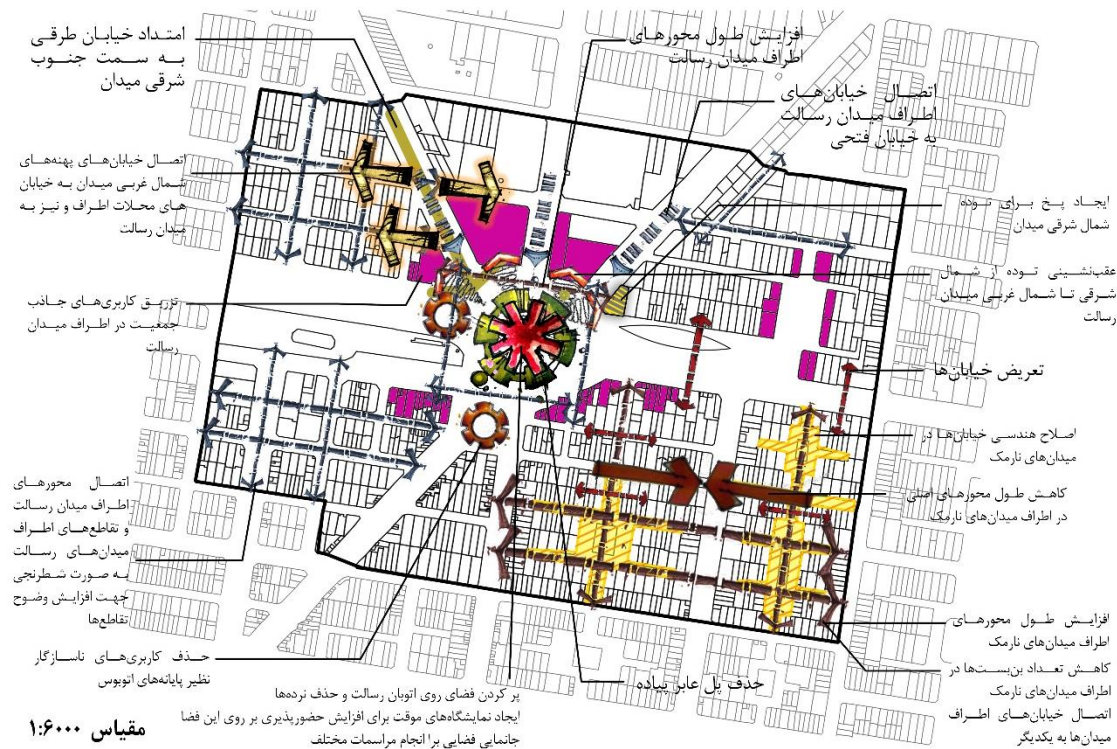 امتداد خیابان طرقی
به سمت جنوب
شرقی میدان
افزایش طول محورهای
اطراف میدان رسالت
اتصال خیابان‌های
اطراف میدان رسالت
به خیابان فتحی
اتصال خیابان‌های پهنه‌های
شمال غربی میدان به خیابان
های محلات اطراف و نیز به
میدان رسالت
ایجاد پخ برای توده
شمال شرقی میدان
عقب‌نشینی توده از شمال
شرقی تا شمال غربی میدان
رسالت
تزریق کاربری‌های جاذب
جمعیت در اطراف میدان
رسالت
تعریض خیابان‌ها
اصلاح هندسی خیابان‌ها در
میدان‌های نارمک
کاهش طول محورهای اصلی
در اطراف میدان‌های نارمک
اتصال محورهای
اطراف میدان رسالت
و تقاطع‌های اطراف
میدان‌های رسالت
به صورت شطرنجی
جهت افزایش وضوح
تقاطع‌ها
افزایش طول محورهای
اطراف میدان‌های نارمک
کاهش تعداد بن‌بست‌ها در
اطراف میدان‌های نارمک
اتصال خیابان‌های اطراف
میدان‌ها به یکدیگر
حذف کاربری‌های ناسازگار
نظیر پایانه‌های اتوبوس
حذف پل عابر پیاده
پر کردن فضای روی اتوبان رسالت و حذف نرده‌ها
ایجاد نمایشگاه‌های موقت برای افزایش حضورپذیری بر روی این فضا
جانمایی فضایی برا انجام مراسمات مختلف
مقیاس ۱:۶۰۰۰